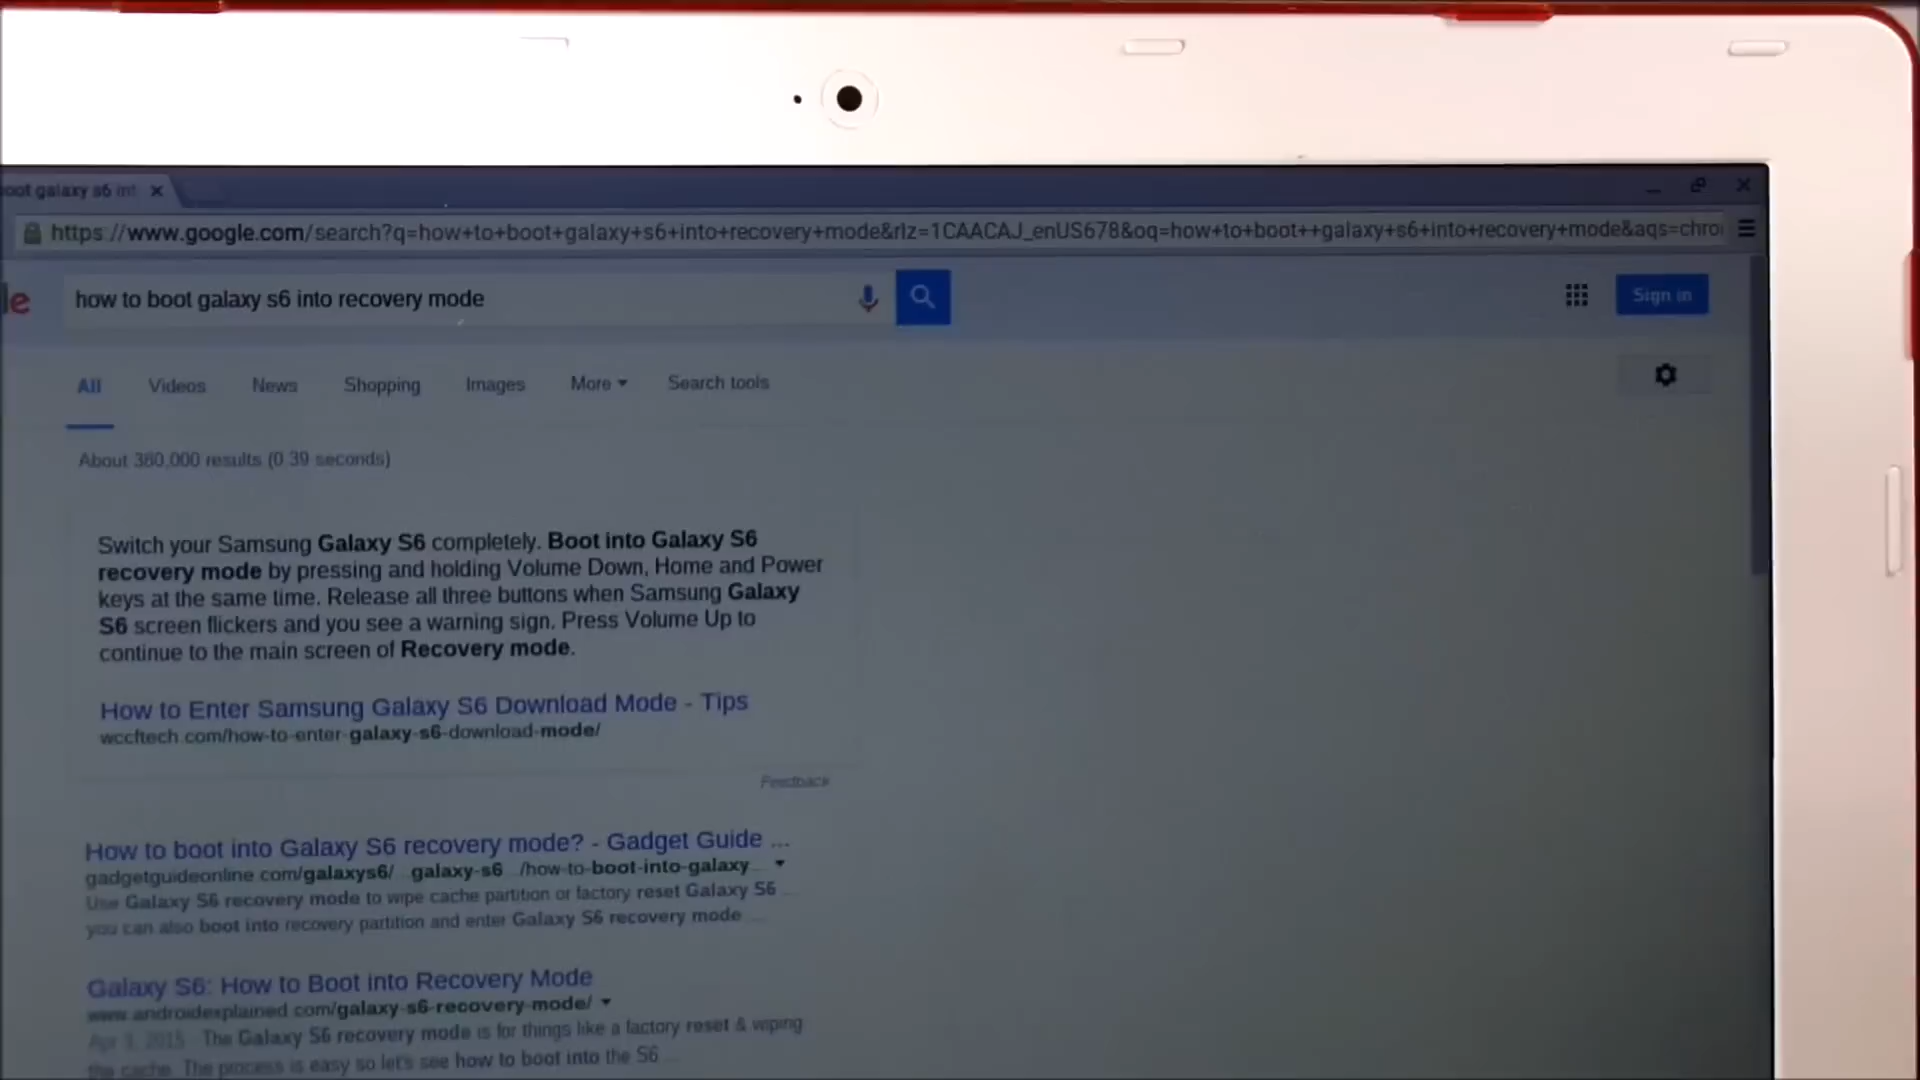 boot galaxy s6 int
https://www.google.com/search?q=how+to+boot+galaxy+s6+into+recovery+mode&rlz=1CAACAJ_enUS678&oq=how+to+boot++galaxy+s6+into+recovery+mode&aqs=chro
le how to boot galaxy s6 into recovery mode Sign in
All Videos News Shopping Images More Search tools
About 380,000 results (0.39 seconds)
Switch your Samsung Galaxy S6 completely. Boot into Galaxy S6
recovery mode by pressing and holding Volume Down, Home and Power
keys at the same time. Release all three buttons when Samsung Galaxy
S6 screen flickers and you see a warning sign. Press Volume Up to
continue to the main screen of Recovery mode.
How to Enter Samsung Galaxy S6 Download Mode - Tips
wccftech.com/how-to-enter-galaxy-s6-download-mode/
Feedback
How to boot into Galaxy S6 recovery mode? - Gadget Guide ...
gadgetguideonline.com/galaxys6/...galaxy-s6.../how-to-boot-into-galaxy...
Use Galaxy S6 recovery mode to wipe cache partition or factory reset Galaxy S6 ...
you can also boot into recovery partition and enter Galaxy S6 recovery mode ...
Galaxy S6: How to Boot into Recovery Mode
www.androidexplained.com/galaxy-s6-recovery-mode/
Apr 3, 2015 - The Galaxy S6 recovery mode is for things like a factory reset & wiping
the cache. The process is easy so let's see how to boot into the S6 ...